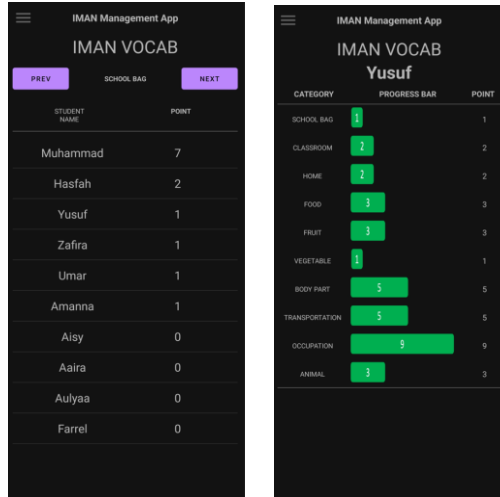 IMAN Management App
IMAN VOCAB
PREV SCHOOL BAG NEXT
STUDENT NAME POINT
Muhammad 7
Hasfah 2
Yusuf 1
Zafira 1
Umar 1
Amanna 1
Aisy 0
Aaira 0
Aulyaa 0
Farrel 0
IMAN Management App
IMAN VOCAB
Yusuf
CATEGORY PROGRESS BAR POINT
SCHOOL BAG 1 1
CLASSROOM 2 2
HOME 2 2
FOOD 3 3
FRUIT 3 3
VEGETABLE 1 1
BODY PART 5 5
TRANSPORTATION 5 5
OCCUPATION 9 9
ANIMAL 3 3